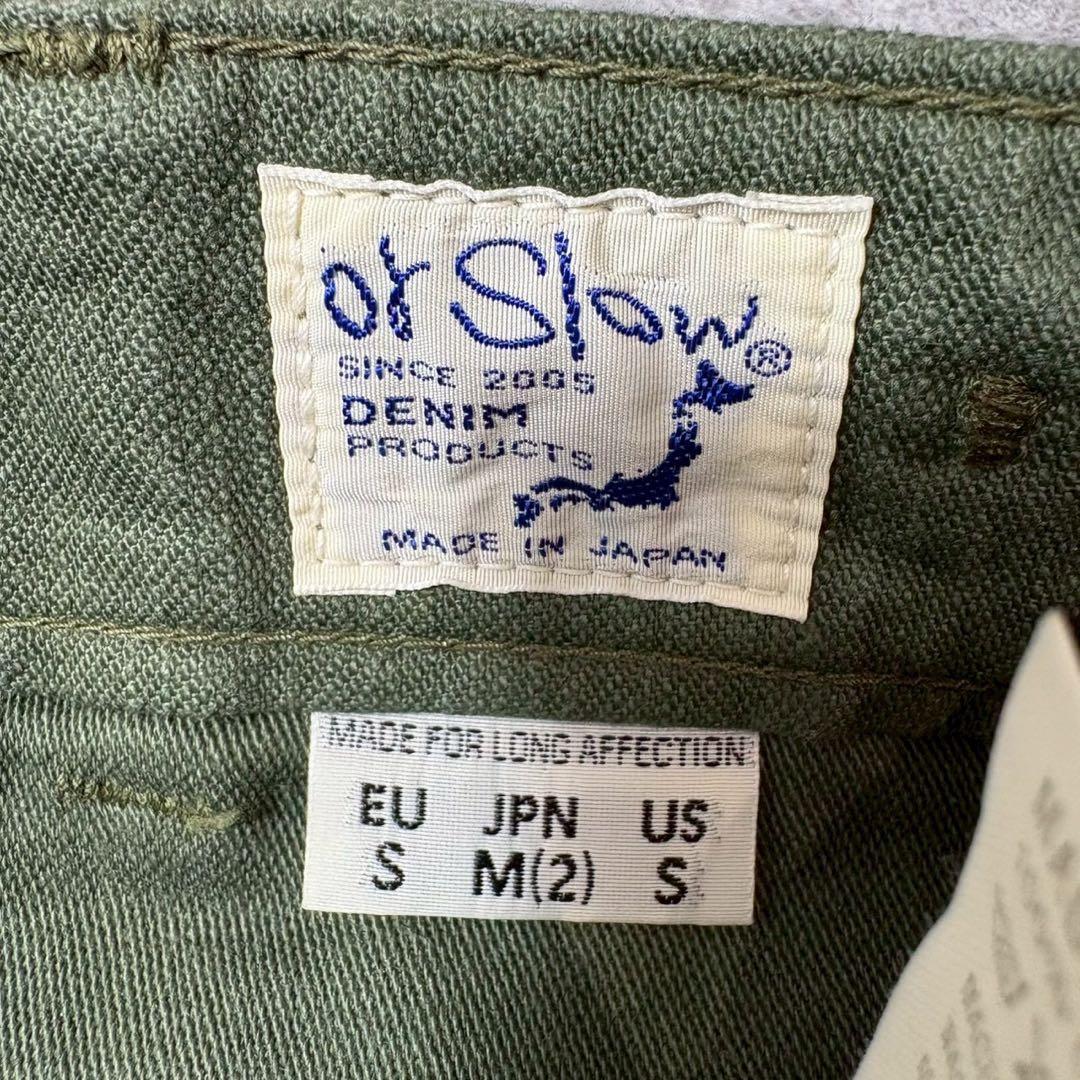 or Slow®
SINCE 2005
DENIM
PRODUCTS
MADE IN JAPAN
MADE FOR LONG AFFECTION
EU JPN US
S M(2) S